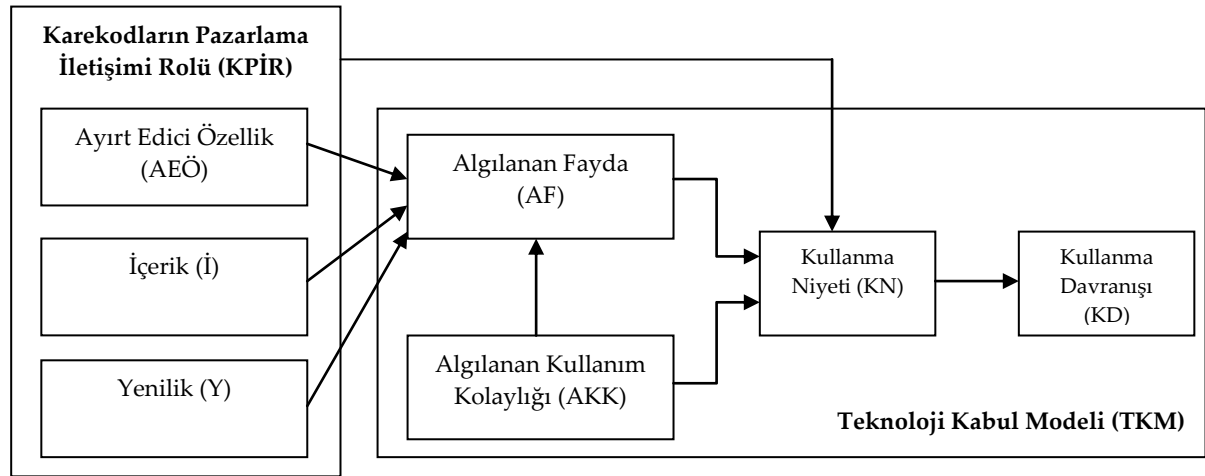 Karekodların Pazarlama
İletişimi Rolü (KPİR)
Ayırt Edici Özellik
(AEÖ)
İçerik (İ)
Yenilik (Y)
Algılanan Fayda
(AF)
Algılanan Kullanım
Kolaylığı (AKK)
Kullanma
Niyeti (KN)
Kullanma
Davranışı
(KD)
Teknoloji Kabul Modeli (TKM)